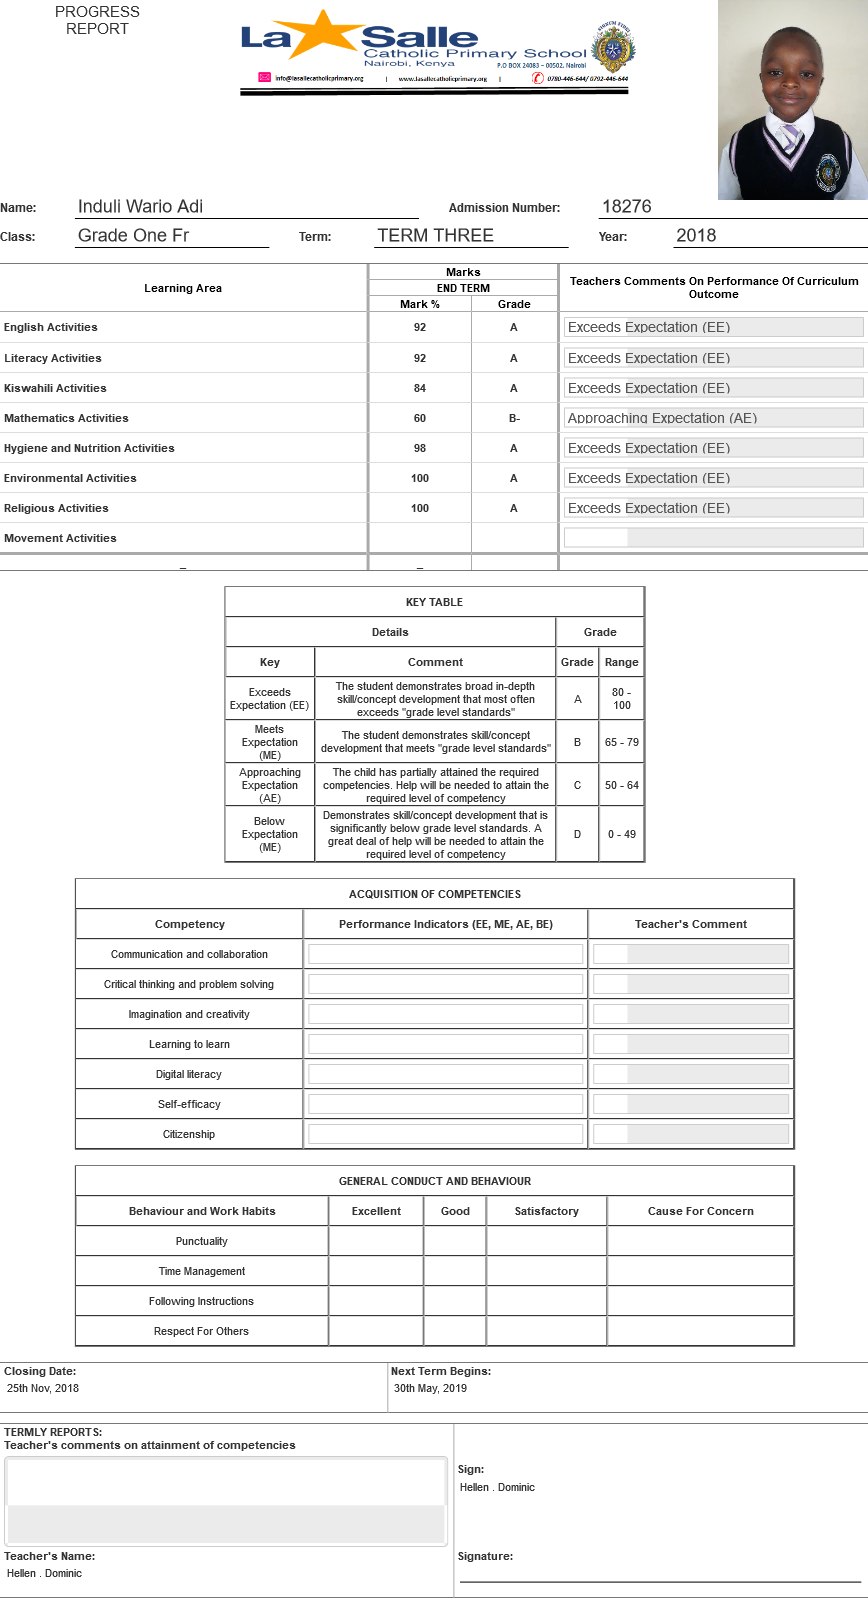 PROGRESS
REPORT
La Salle
Catholic Primary School
Nairobi, Kenya
P.O BOX 24083 – 00502, Nairobi
info@lasallecatholicprimary.org | www.lasallecatholicprimary.org | 0780-446-644/ 0792-446-644
Name: Induli Wario Adi Admission Number: 18276
Class: Grade One Fr Term: TERM THREE Year: 2018
Learning Area Marks Teachers Comments On Performance Of Curriculum Outcome
END TERM
Mark % Grade
English Activities 92 A Exceeds Expectation (EE)
Literacy Activities 92 A Exceeds Expectation (EE)
Kiswahili Activities 84 A Exceeds Expectation (EE)
Mathematics Activities 60 B- Approaching Expectation (AE)
Hygiene and Nutrition Activities 98 A Exceeds Expectation (EE)
Environmental Activities 100 A Exceeds Expectation (EE)
Religious Activities 100 A Exceeds Expectation (EE)
Movement Activities
_ _
KEY TABLE
Details Grade
Key Comment Grade Range
Exceeds Expectation (EE) The student demonstrates broad in-depth skill/concept development that most often exceeds "grade level standards" A 80 - 100
Meets Expectation (ME) The student demonstrates skill/concept development that meets "grade level standards" B 65 - 79
Approaching Expectation (AE) The child has partially attained the required competencies. Help will be needed to attain the required level of competency C 50 - 64
Below Expectation (ME) Demonstrates skill/concept development that is significantly below grade level standards. A great deal of help will be needed to attain the required level of competency D 0 - 49
ACQUISITION OF COMPETENCIES
Competency Performance Indicators (EE, ME, AE, BE) Teacher's Comment
Communication and collaboration
Critical thinking and problem solving
Imagination and creativity
Learning to learn
Digital literacy
Self-efficacy
Citizenship
GENERAL CONDUCT AND BEHAVIOUR
Behaviour and Work Habits Excellent Good Satisfactory Cause For Concern
Punctuality
Time Management
Following Instructions
Respect For Others
Closing Date: Next Term Begins:
25th Nov, 2018 30th May, 2019
TERMLY REPORTS:
Teacher's comments on attainment of competencies
Sign:
Hellen . Dominic
Teacher's Name: Signature:
Hellen . Dominic